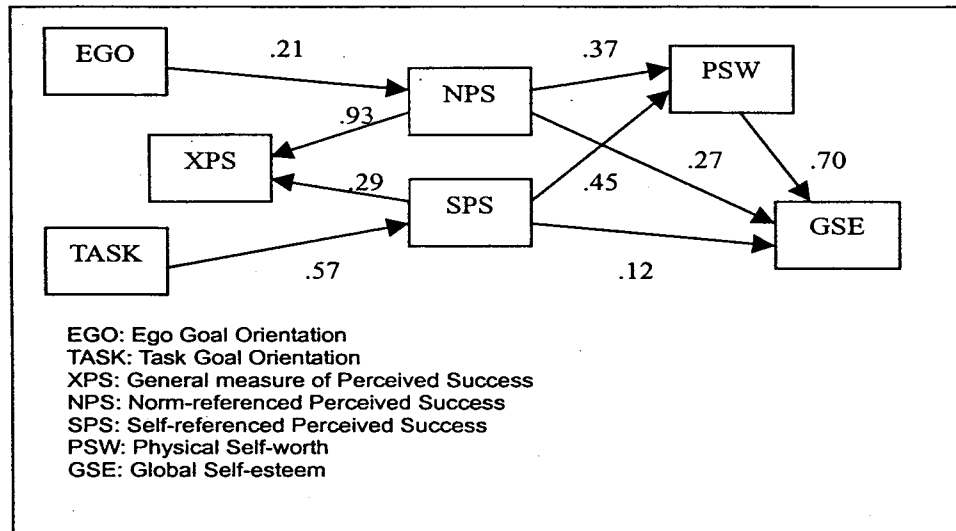 EGO
.21
.37
PSW
NPS
.93
XPS
.27
.70
.29
.45
SPS
GSE
TASK
.57
.12
EGO: Ego Goal Orientation
TASK: Task Goal Orientation
XPS: General measure of Perceived Success
NPS: Norm-referenced Perceived Success
SPS: Self-referenced Perceived Success
PSW: Physical Self-worth
GSE: Global Self-esteem